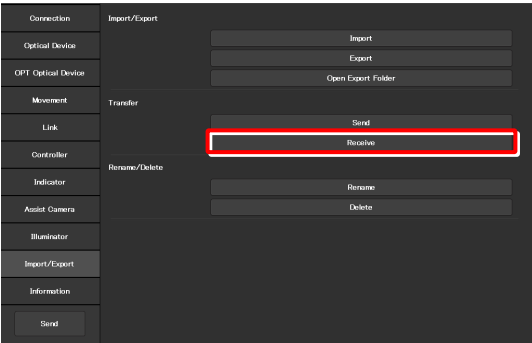 Connection
Optical Device
OPT Optical Device
Movement
Link
Controller
Indicator
Assist Camera
Illuminator
Import/Export
Information
Send
Import/Export
Import
Export
Open Export Folder
Transfer
Send
Receive
Rename/Delete
Rename
Delete